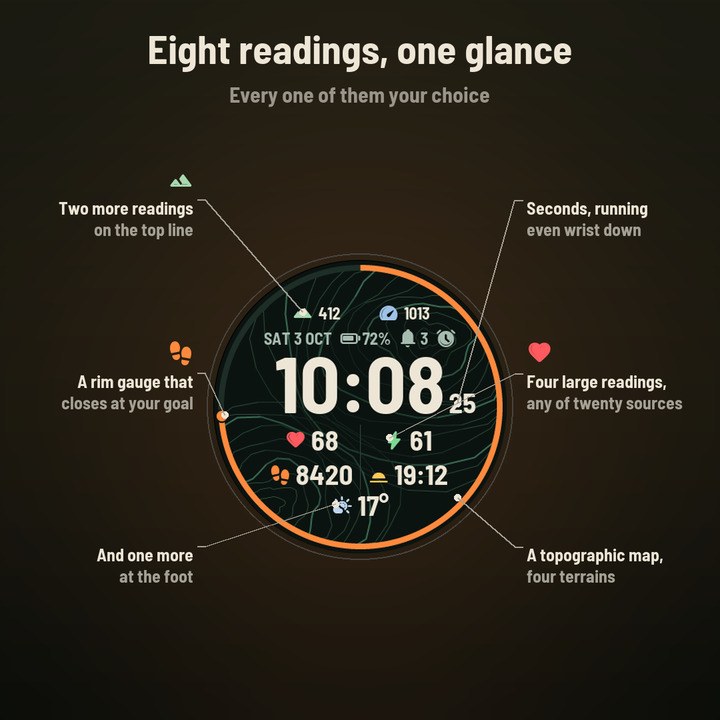 Eight readings, one glance
Every one of them your choice
Two more readings
on the top line
Seconds, running
even wrist down
412 1013
SAT 3 OCT 72% 3
10:08 25
A rim gauge that
closes at your goal
Four large readings,
any of twenty sources
68 61
8420 19:12
17°
And one more
at the foot
A topographic map,
four terrains